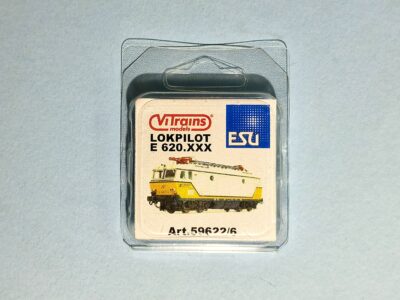 ViTrains
models
ESU
LOKPILOT
E 620.XXX
Art.59622/6